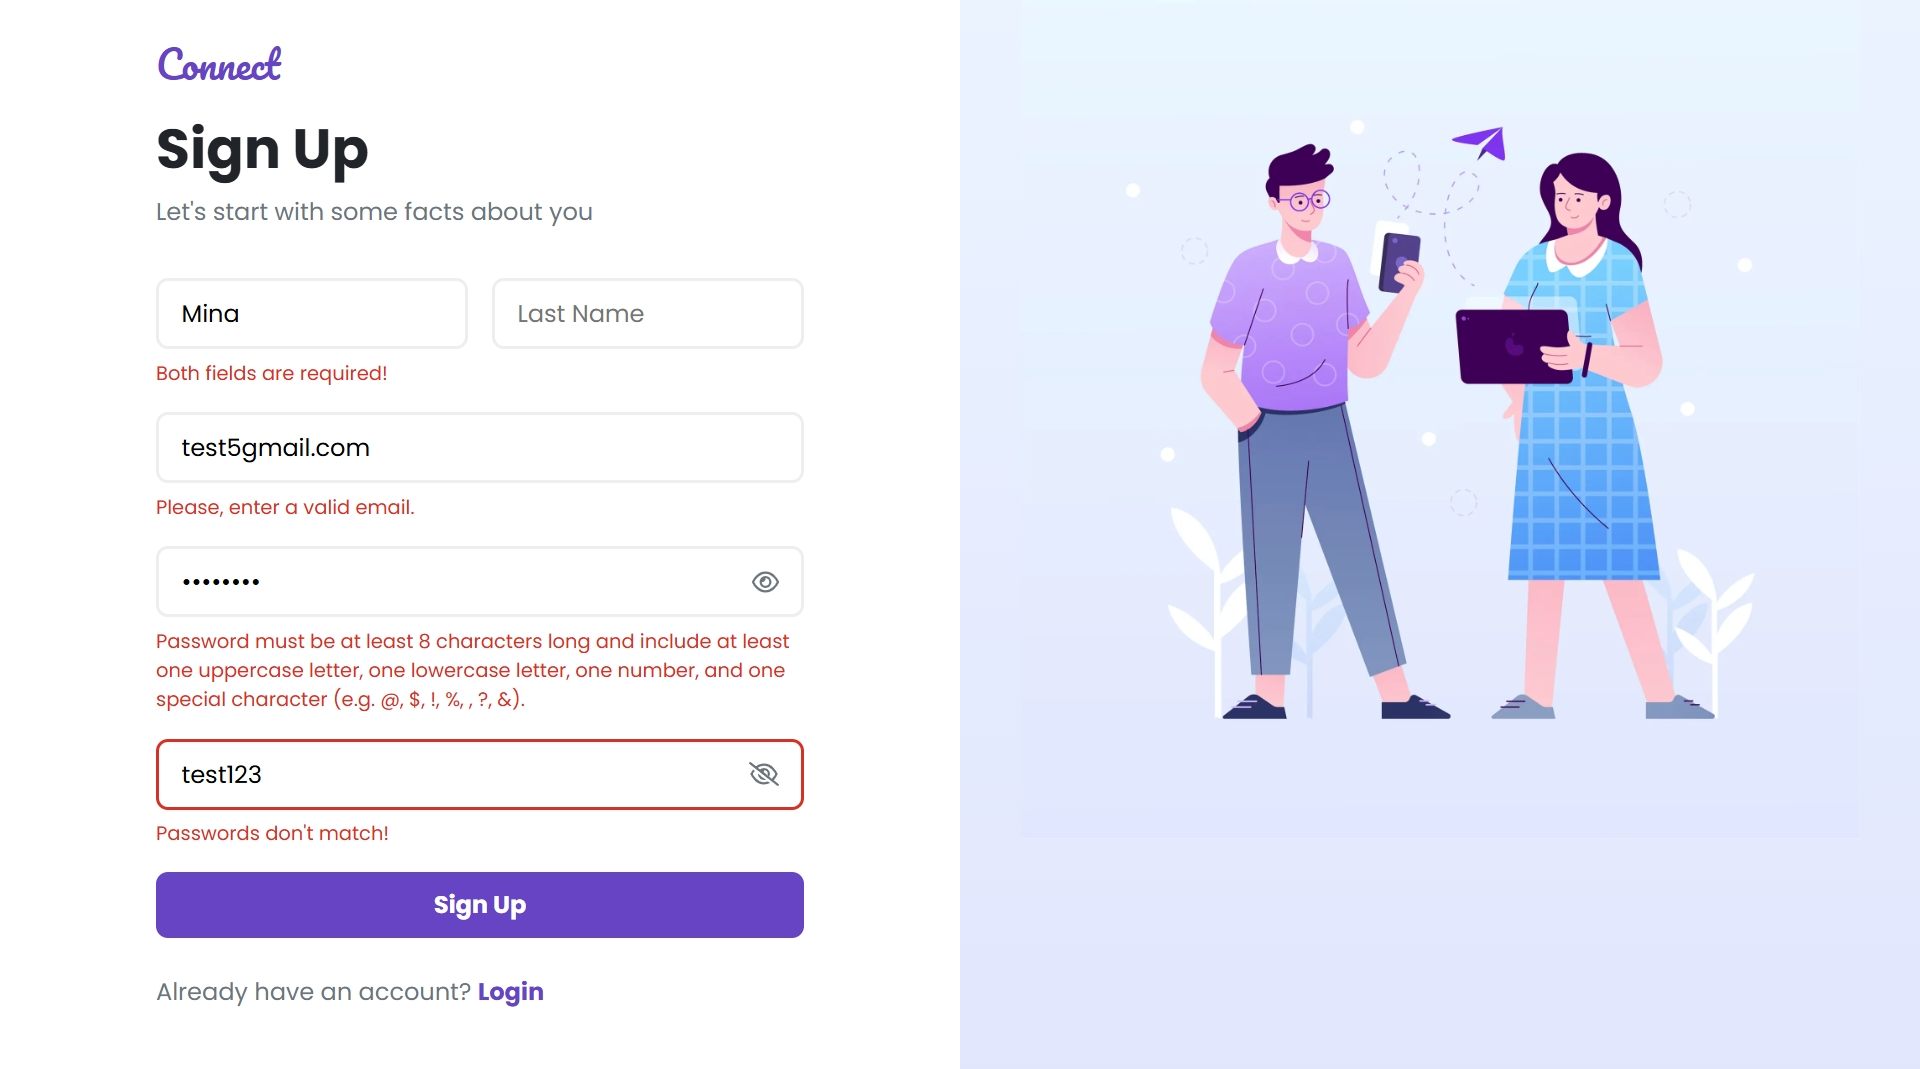 Connect
Sign Up
Let's start with some facts about you
Mina
Last Name
Both fields are required!
test5gmail.com
Please, enter a valid email.
••••••••
Password must be at least 8 characters long and include at least
one uppercase letter, one lowercase letter, one number, and one
special character (e.g. @, $, !, %, , ?, &).
test123
Passwords don't match!
Sign Up
Already have an account? Login